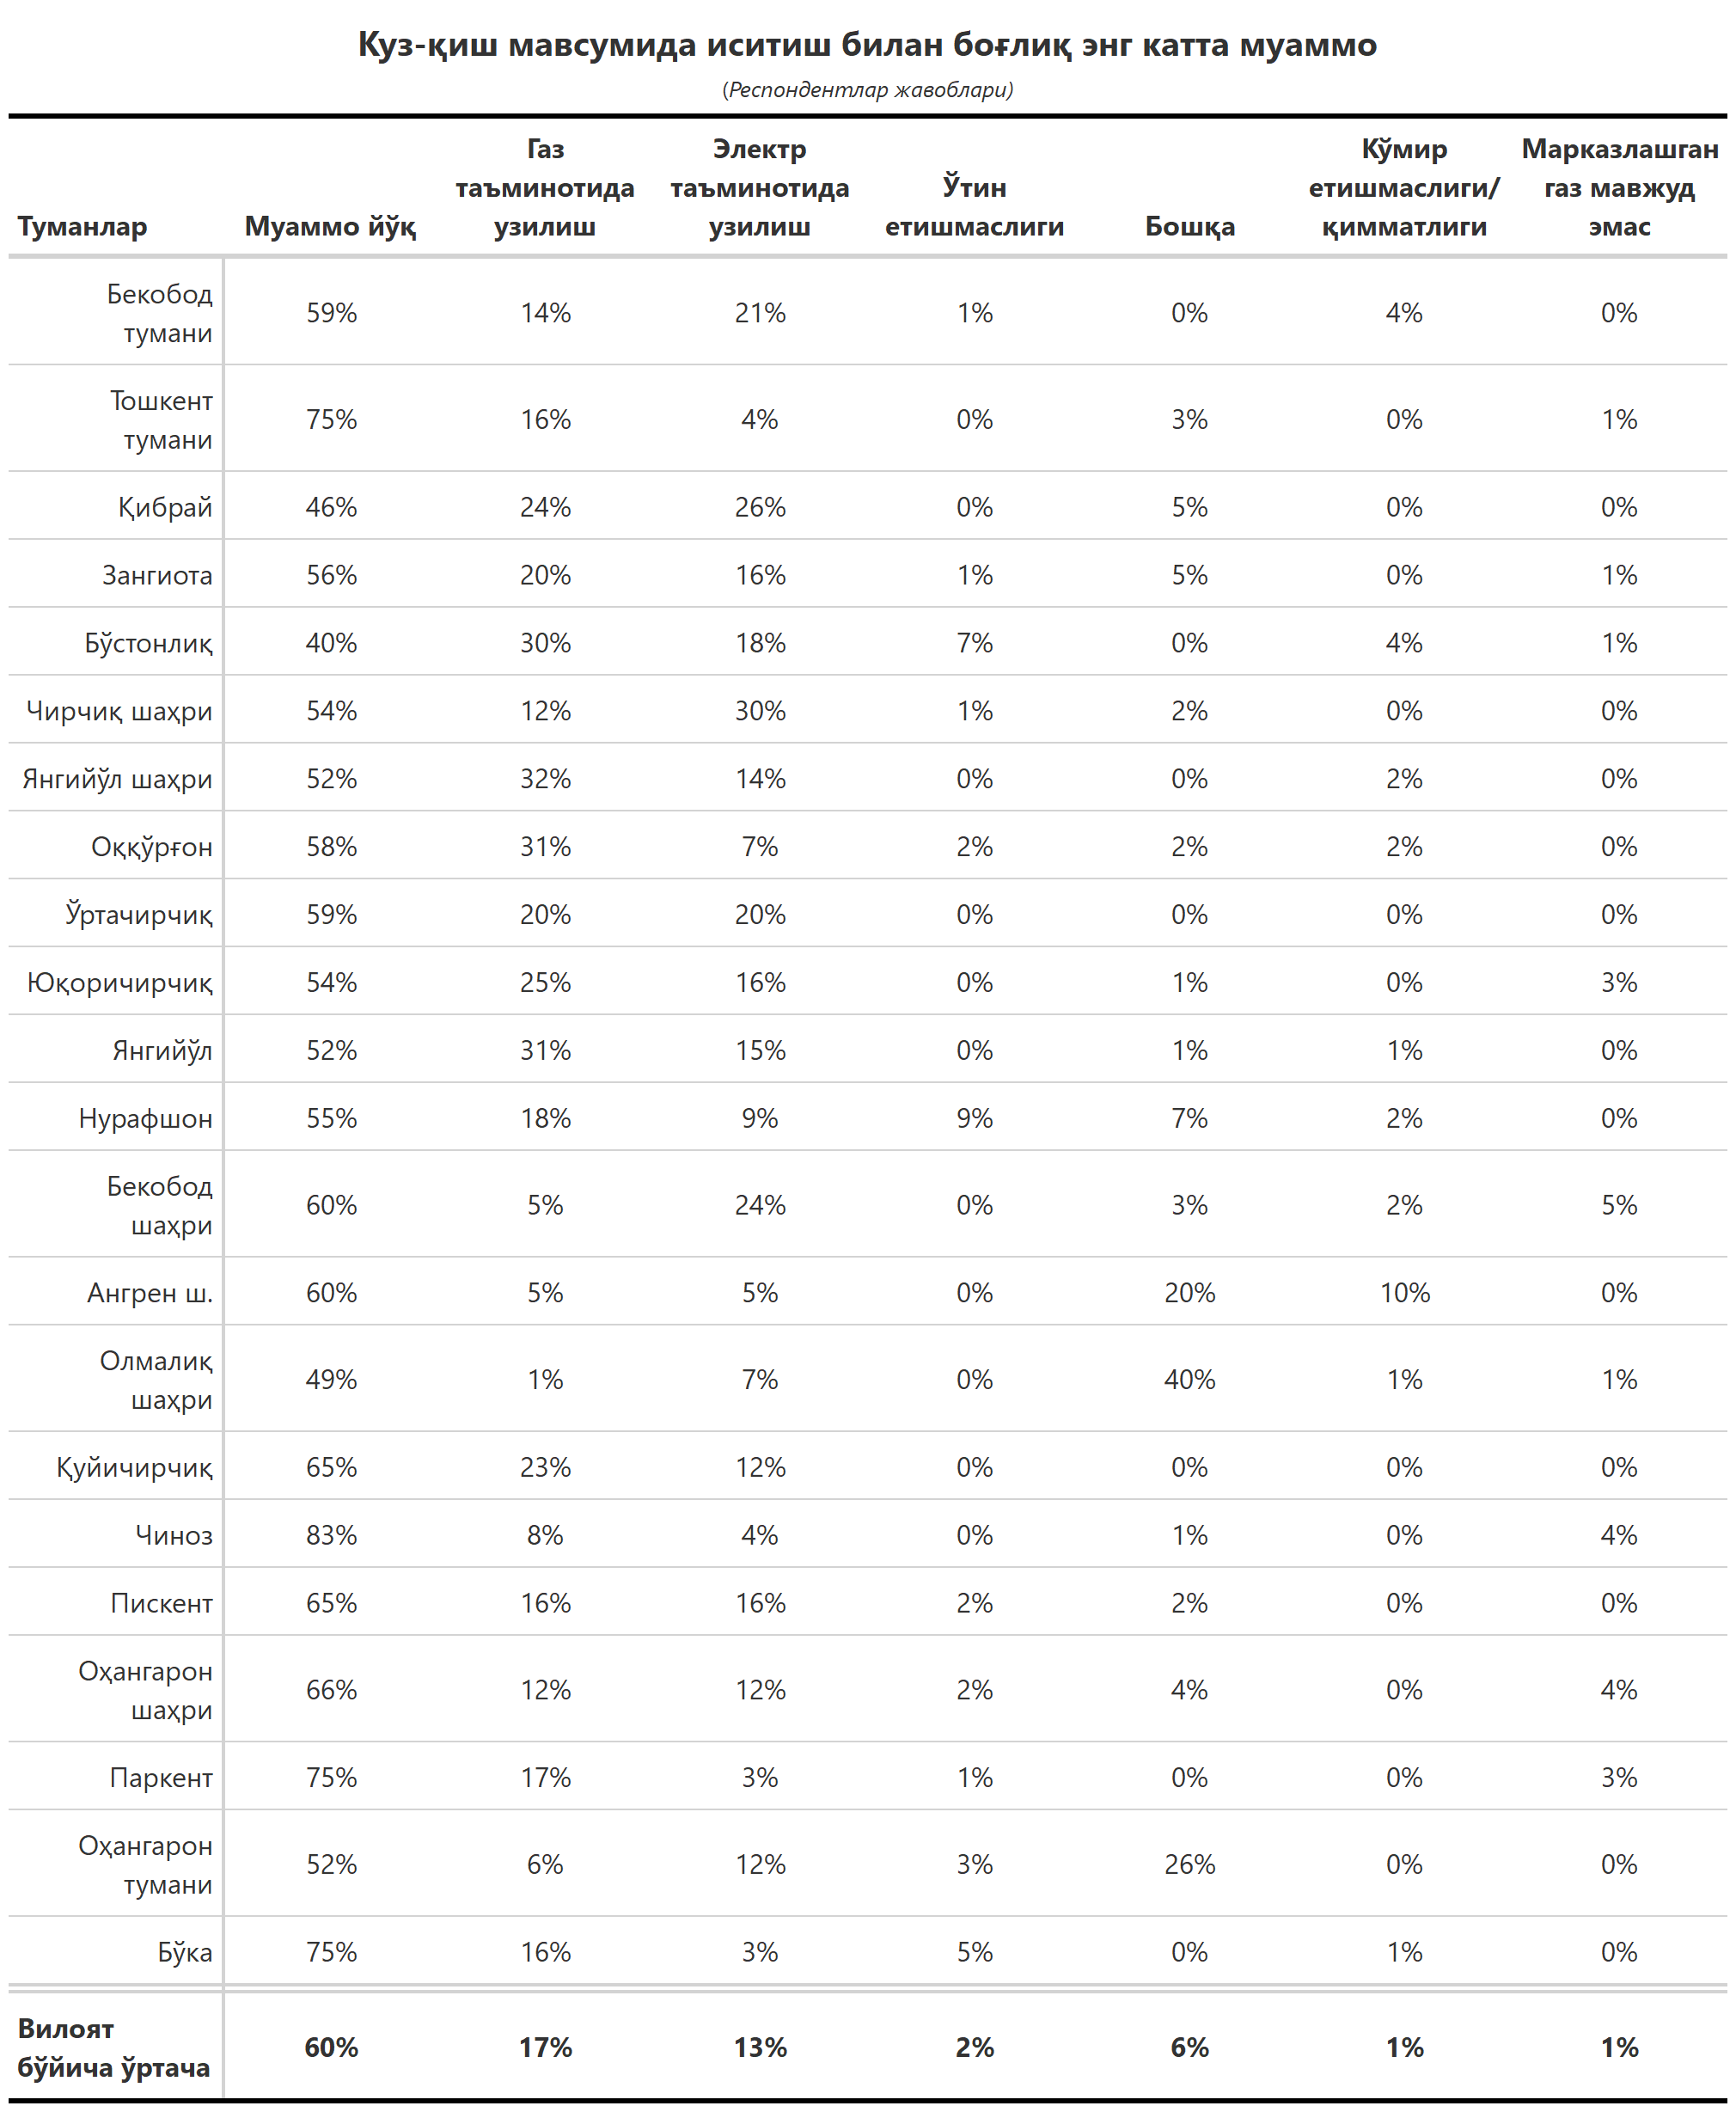 Куз-қиш мавсумида иситиш билан боғлиқ энг катта муаммо
(Респондентлар жавоблари)
Туманлар Муаммо йўқ Газ таъминотида узилиш Электр таъминотида узилиш Ўтин етишмаслиги Бошқа Кўмир етишмаслиги/ қимматлиги Марказлашган газ мавжуд эмас
Бекобод тумани 59% 14% 21% 1% 0% 4% 0%
Тошкент тумани 75% 16% 4% 0% 3% 0% 1%
Қибрай 46% 24% 26% 0% 5% 0% 0%
Зангиота 56% 20% 16% 1% 5% 0% 1%
Бўстонлиқ 40% 30% 18% 7% 0% 4% 1%
Чирчиқ шаҳри 54% 12% 30% 1% 2% 0% 0%
Янгийўл шаҳри 52% 32% 14% 0% 0% 2% 0%
Оққўрғон 58% 31% 7% 2% 2% 2% 0%
Ўртачирчиқ 59% 20% 20% 0% 0% 0% 0%
Юқоричирчиқ 54% 25% 16% 0% 1% 0% 3%
Янгийўл 52% 31% 15% 0% 1% 1% 0%
Нурафшон 55% 18% 9% 9% 7% 2% 0%
Бекобод шаҳри 60% 5% 24% 0% 3% 2% 5%
Ангрен ш. 60% 5% 5% 0% 20% 10% 0%
Олмалиқ шаҳри 49% 1% 7% 0% 40% 1% 1%
Қуйичирчиқ 65% 23% 12% 0% 0% 0% 0%
Чиноз 83% 8% 4% 0% 1% 0% 4%
Пискент 65% 16% 16% 2% 2% 0% 0%
Оҳангарон шаҳри 66% 12% 12% 2% 4% 0% 4%
Паркент 75% 17% 3% 1% 0% 0% 3%
Оҳангарон тумани 52% 6% 12% 3% 26% 0% 0%
Бўка 75% 16% 3% 5% 0% 1% 0%
Вилоят бўйича ўртача 60% 17% 13% 2% 6% 1% 1%